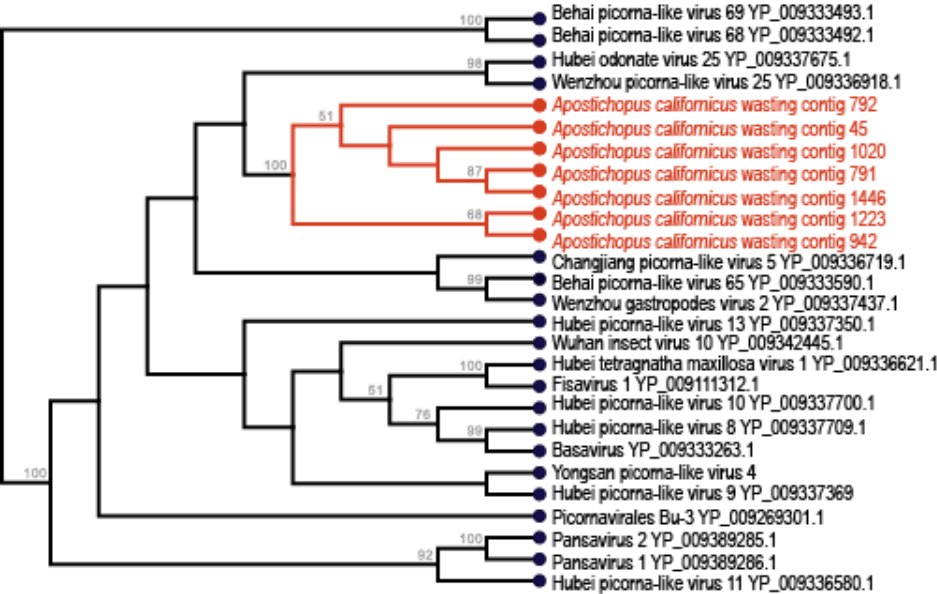 100
Behai picorna-like virus 69 YP_009333493.1
Behai picorna-like virus 68 YP_009333492.1
98
Hubei odonate virus 25 YP_009337675.1
Wenzhou picorna-like virus 25 YP_009336918.1
Apostichopus californicus wasting contig 792
51
Apostichopus californicus wasting contig 45
Apostichopus californicus wasting contig 1020
100
87
Apostichopus californicus wasting contig 791
Apostichopus californicus wasting contig 1446
68
Apostichopus californicus wasting contig 1223
Apostichopus californicus wasting contig 942
Changjiang picorna-like virus 5 YP_009336719.1
99
Behai picorna-like virus 65 YP_009333590.1
Wenzhou gastropodes virus 2 YP_009337437.1
Hubei picorna-like virus 13 YP_009337350.1
Wuhan insect virus 10 YP_009342445.1
100
Hubei tetragnatha maxillosa virus 1 YP_009336621.1
Fisavirus 1 YP_009111312.1
51
Hubei picorna-like virus 10 YP_009337700.1
76
Hubei picorna-like virus 8 YP_009337709.1
99
Basavirus YP_009333263.1
Yongsan picorna-like virus 4
100
Hubei picorna-like virus 9 YP_009337369
Picornavirales Bu-3 YP_009269301.1
100
Pansavirus 2 YP_009389285.1
92
Pansavirus 1 YP_009389286.1
Hubei picorna-like virus 11 YP_009336580.1